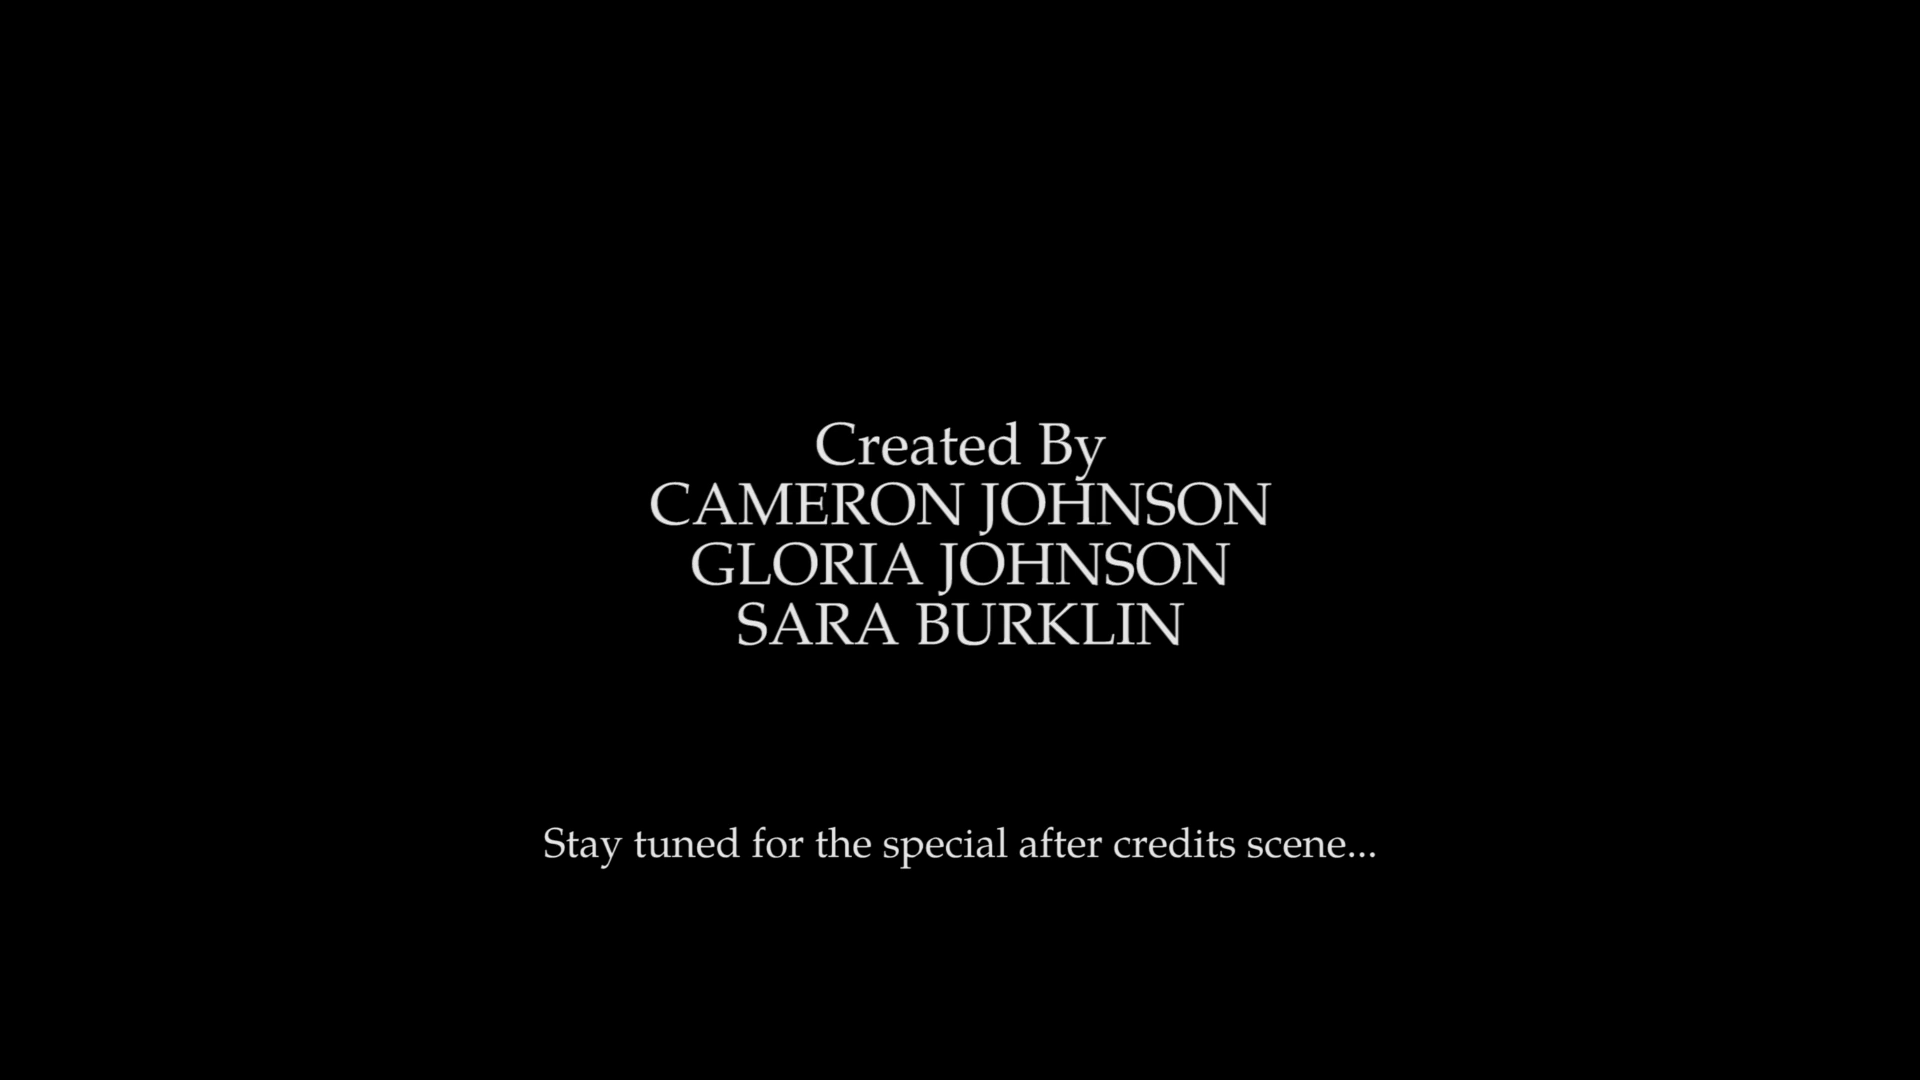 Created By
CAMERON JOHNSON
GLORIA JOHNSON
SARA BURKLIN
Stay tuned for the special after credits scene...